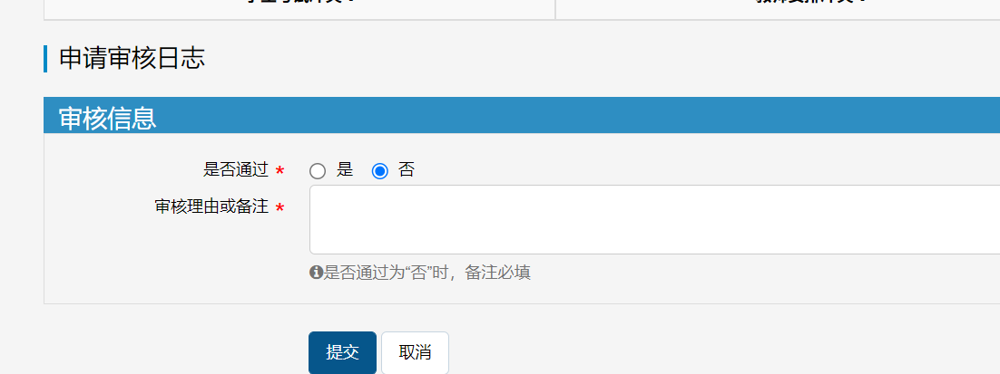 申请审核日志
审核信息
是否通过 * 是 否
审核理由或备注 *
是否通过为“否”时，备注必填
提交 取消